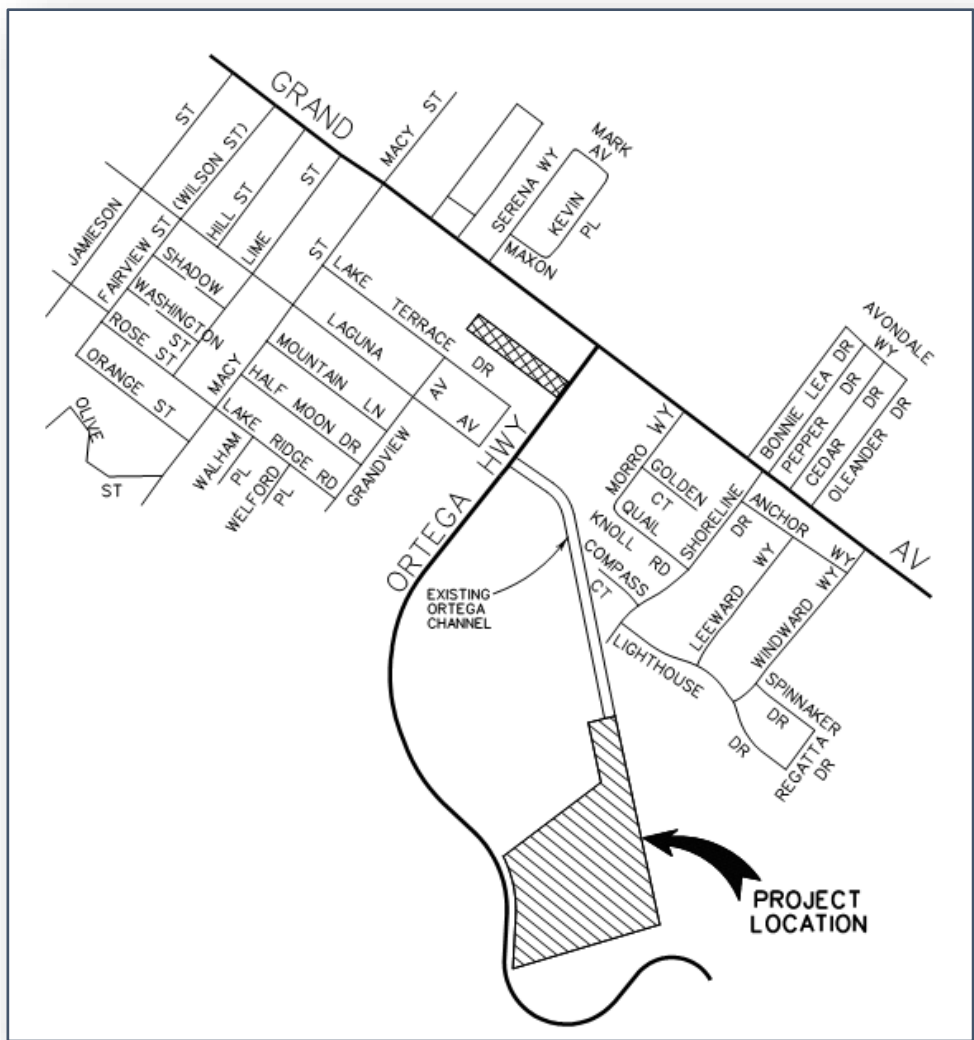 GRAND
AV
ST
MACY ST
JAMIESON
ST
FAIRVIEW ST (WILSON ST)
HILL ST
LIME
ST
SHADOW
WASHINGTON
ST
ROSE ST
ORANGE ST
OLIVE
ST
MACY
ST
LAKE TERRACE DR
LAGUNA
AV
MOUNTAIN LN
HALF MOON DR
LAKE RIDGE RD
WALHAM
PL
WELFORD
PL
GRANDVIEW
AV
SERENA WY
MARK
AV
KEVIN
PL
MAXON
ORTEGA HWY
EXISTING
ORTEGA
CHANNEL
MORRO WY
GOLDEN
CT
QUAIL
KNOLL RD
COMPASS
CT
SHORELINE
DR
BONNIE LEA DR
PEPPER DR
CEDAR DR
OLEANDER DR
AVONDALE
WY
ANCHOR WY
LEEWARD WY
WINDWARD WY
LIGHTHOUSE
DR
SPINNAKER
DR
REGATTA
DR
PROJECT
LOCATION